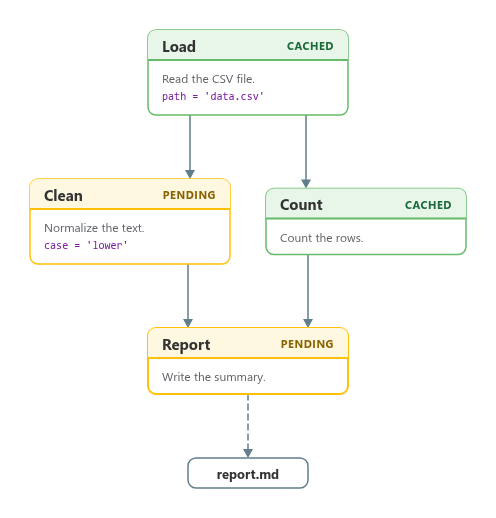 Load CACHED
Read the CSV file.
path = 'data.csv'
Clean PENDING
Normalize the text.
case = 'lower'
Count CACHED
Count the rows.
Report PENDING
Write the summary.
report.md